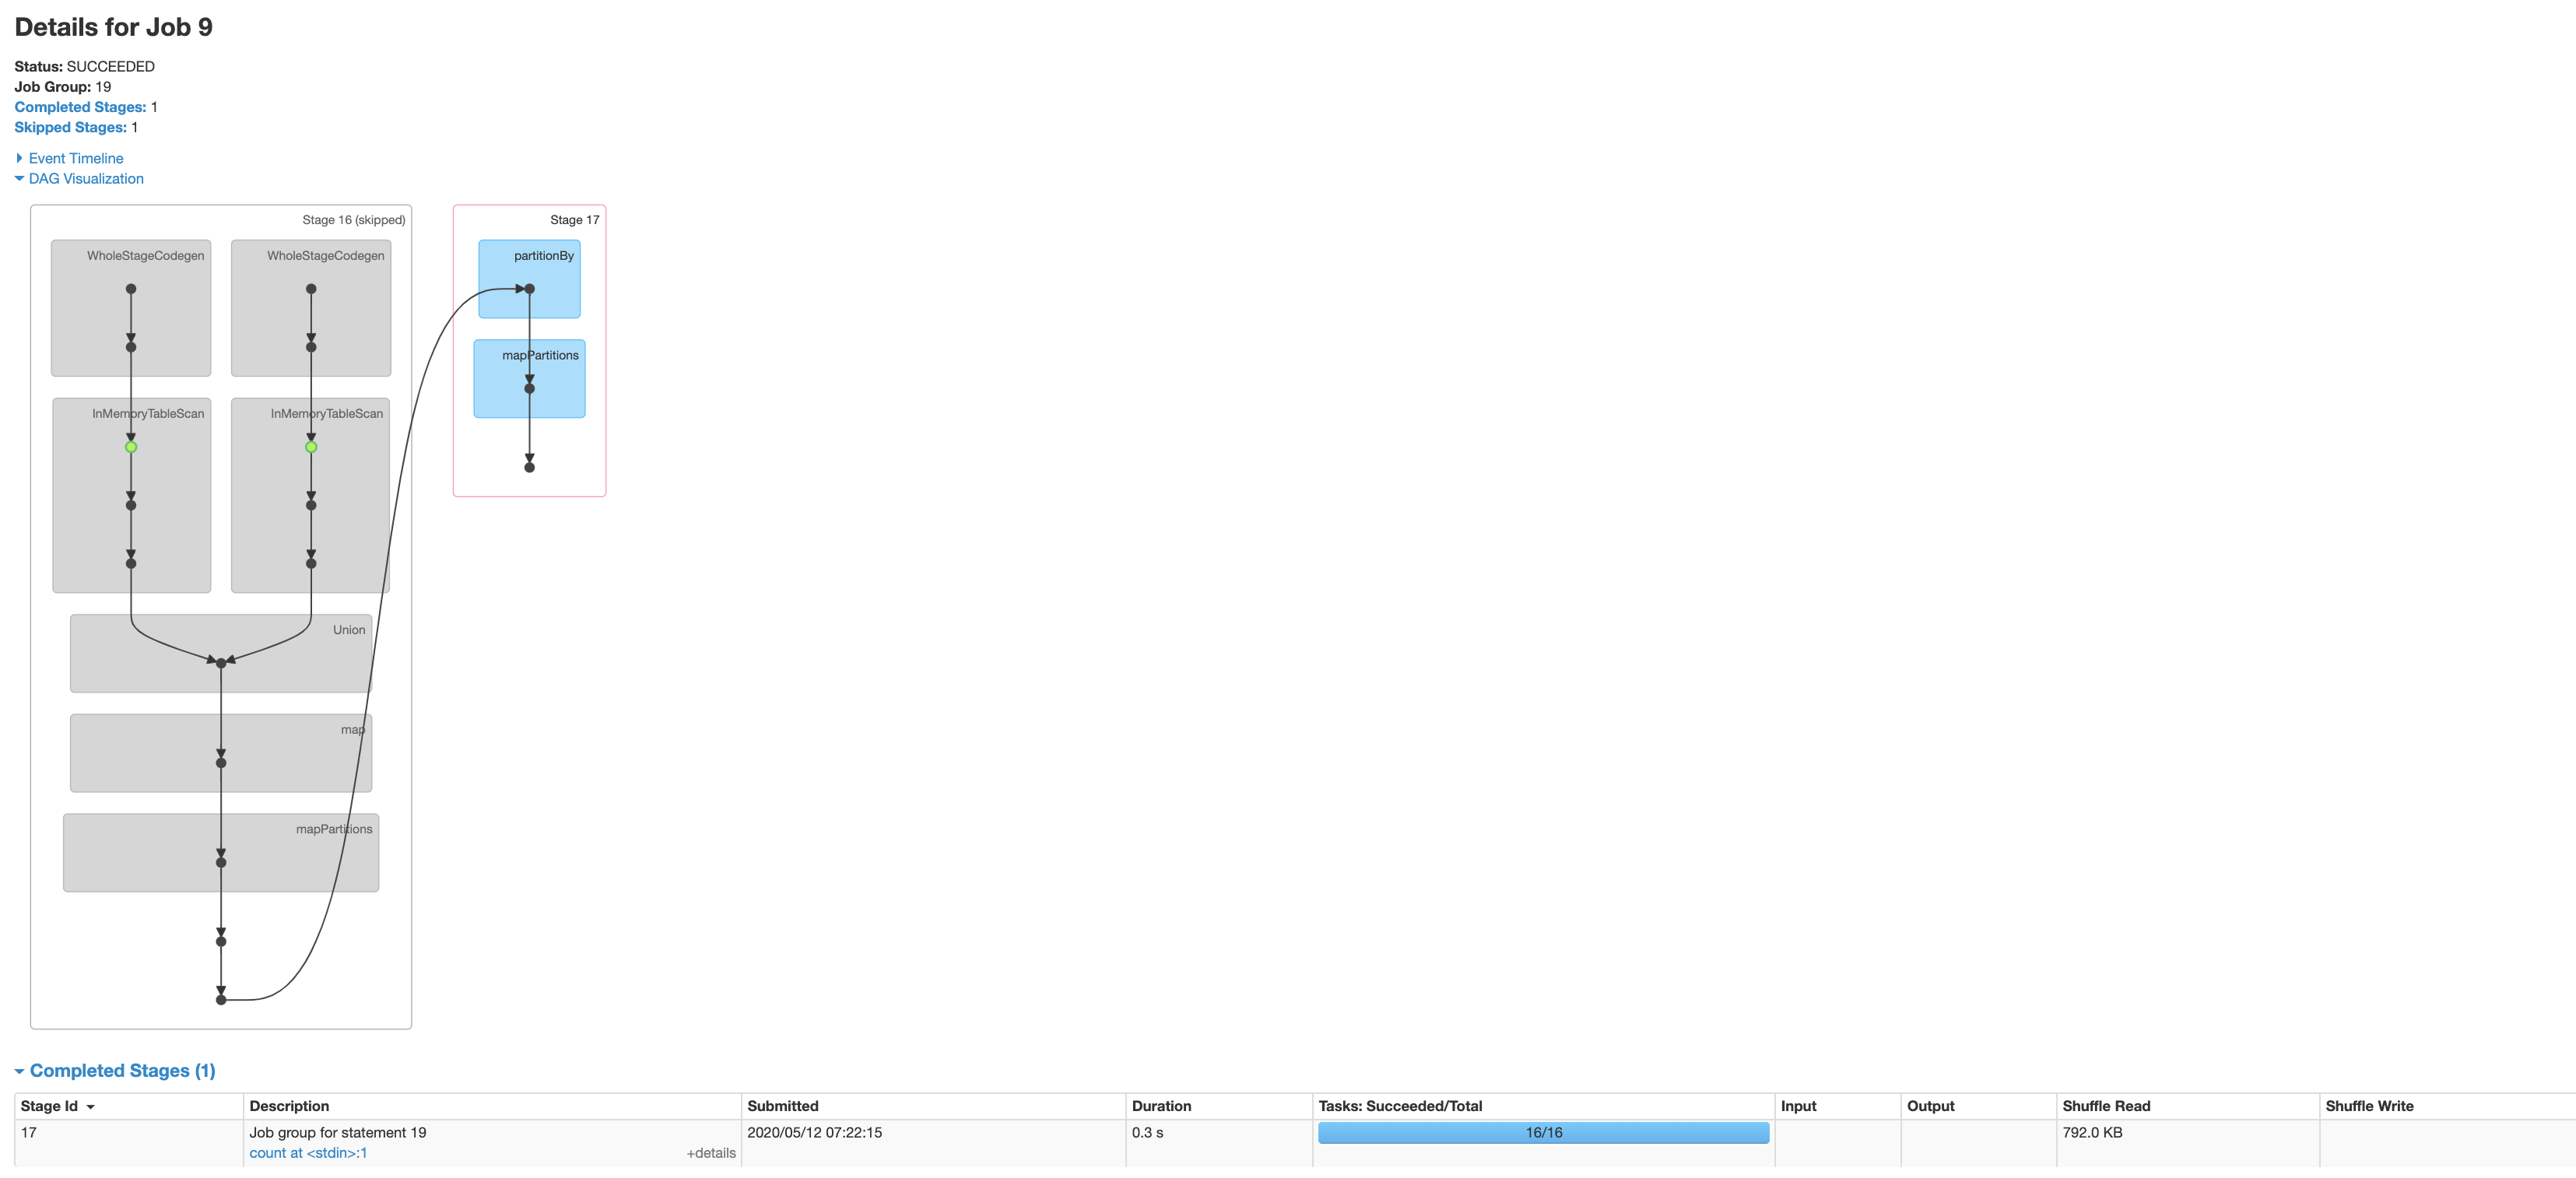 Details for Job 9
Status: SUCCEEDED
Job Group: 19
Completed Stages: 1
Skipped Stages: 1
Event Timeline
DAG Visualization
Stage 16 (skipped)
WholeStageCodegen
WholeStageCodegen
InMemoryTableScan
InMemoryTableScan
Union
map
mapPartitions
Stage 17
partitionBy
mapPartitions
Completed Stages (1)
Stage Id Description Submitted Duration Tasks: Succeeded/Total Input Output Shuffle Read Shuffle Write
17 Job group for statement 19 2020/05/12 07:22:15 0.3 s 16/16 792.0 KB
count at <stdin>:1 +details